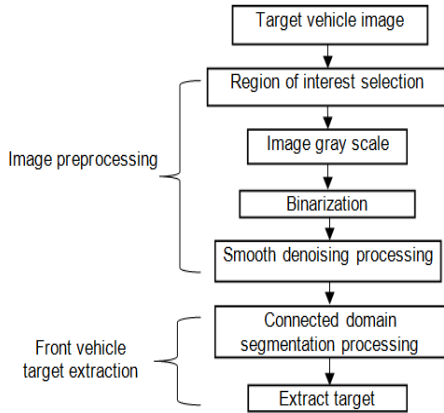 Target vehicle image
Region of interest selection
Image gray scale
Image preprocessing
Binarization
Smooth denoising processing
Connected domain
segmentation processing
Front vehicle
target extraction
Extract target